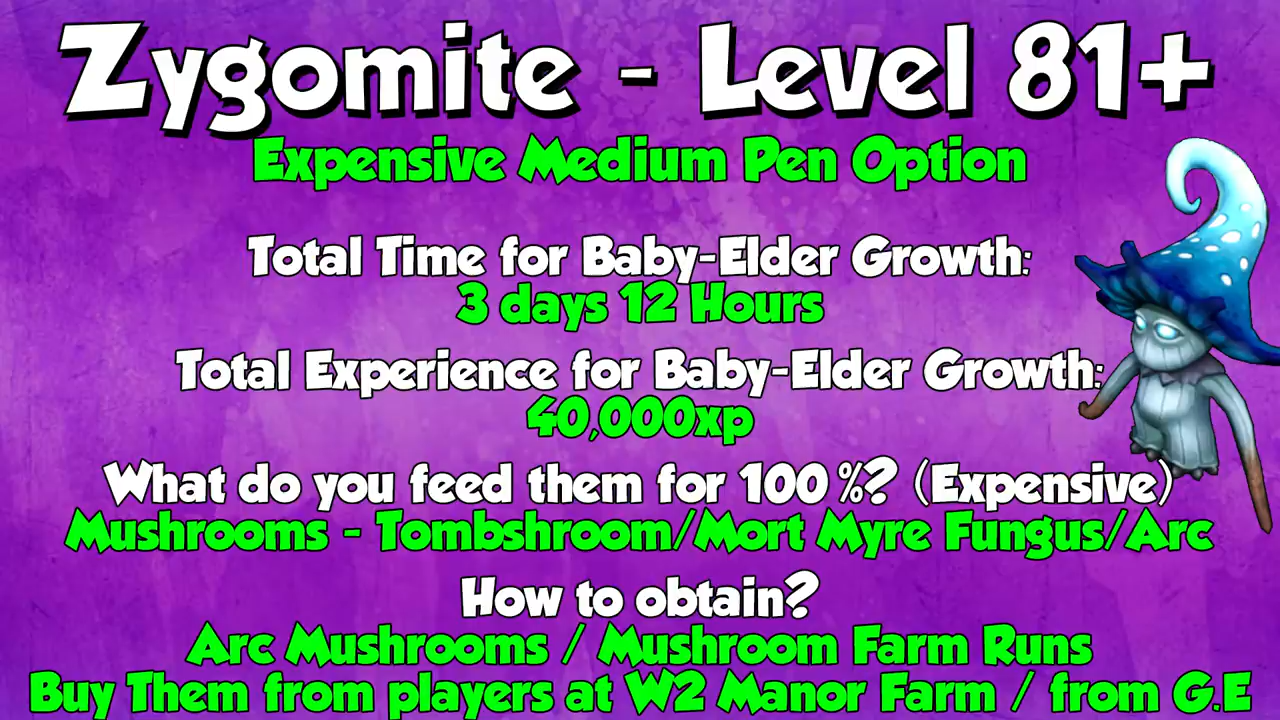 Zygomite - Level 81+
Expensive Medium Pen Option
Total Time for Baby-Elder Growth:
3 days 12 Hours
Total Experience for Baby-Elder Growth:
40,000xp
What do you feed them for 100%? (Expensive)
Mushrooms - Tombshroom/Mort Myre Fungus/Arc
How to obtain?
Arc Mushrooms / Mushroom Farm Runs
Buy Them from players at W2 Manor Farm / from G.E